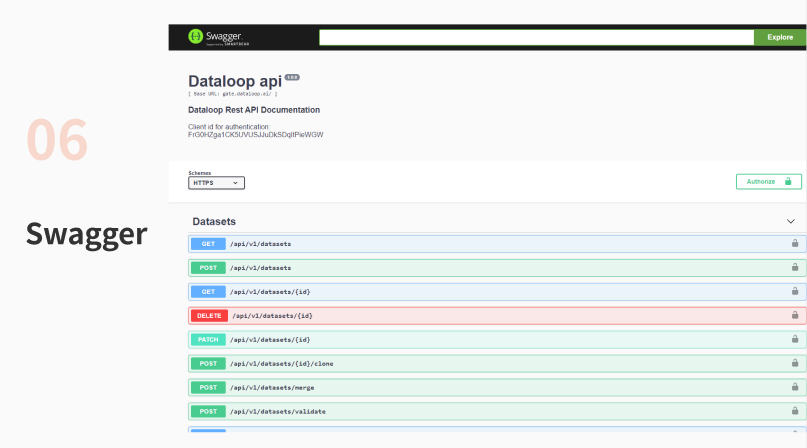 06
Swagger
Swagger
Supported by SMARTBEAR
Explore
Dataloop api 1.0.0
[ Base URL: gate.dataloop.ai/ ]
Dataloop Rest API Documentation
Client id for authentication:
FrG0HZga1CK5UVUSJJuDkSDqItPieWGW
Schemes
HTTPS
Authorize
Datasets
GET /api/v1/datasets
POST /api/v1/datasets
GET /api/v1/datasets/{id}
DELETE /api/v1/datasets/{id}
PATCH /api/v1/datasets/{id}
POST /api/v1/datasets/{id}/clone
POST /api/v1/datasets/merge
POST /api/v1/datasets/validate